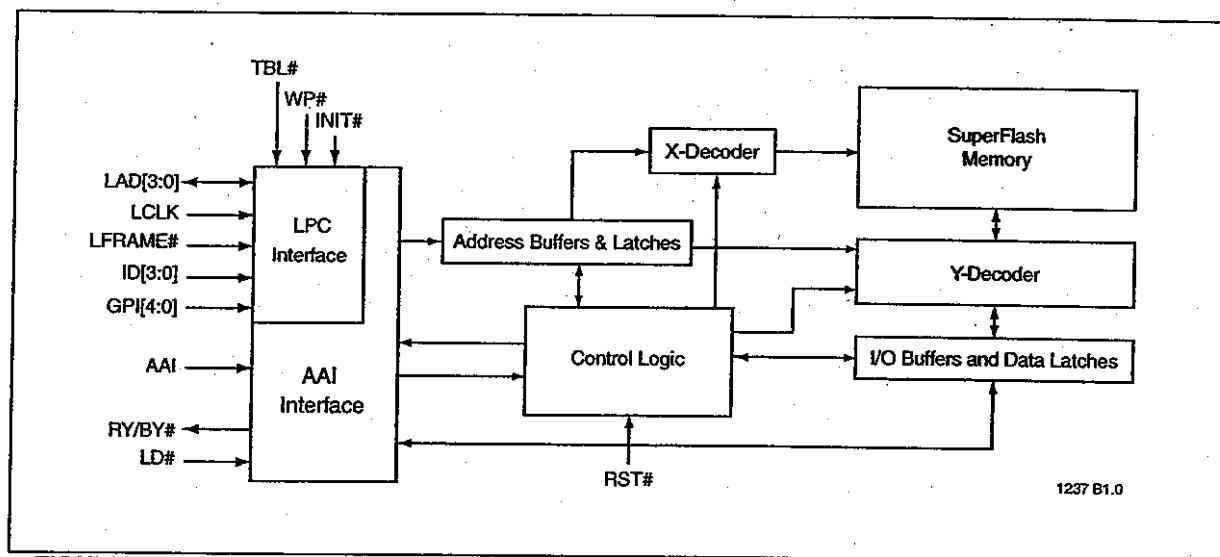 TBL#
WP#
INIT#
LAD[3:0]
LCLK
LFRAME#
ID[3:0]
GPI[4:0]
AAI
RY/BY#
LD#
LPC
Interface
AAI
Interface
Address Buffers & Latches
X-Decoder
SuperFlash
Memory
Y-Decoder
Control Logic
I/O Buffers and Data Latches
RST#
1237 B1.0